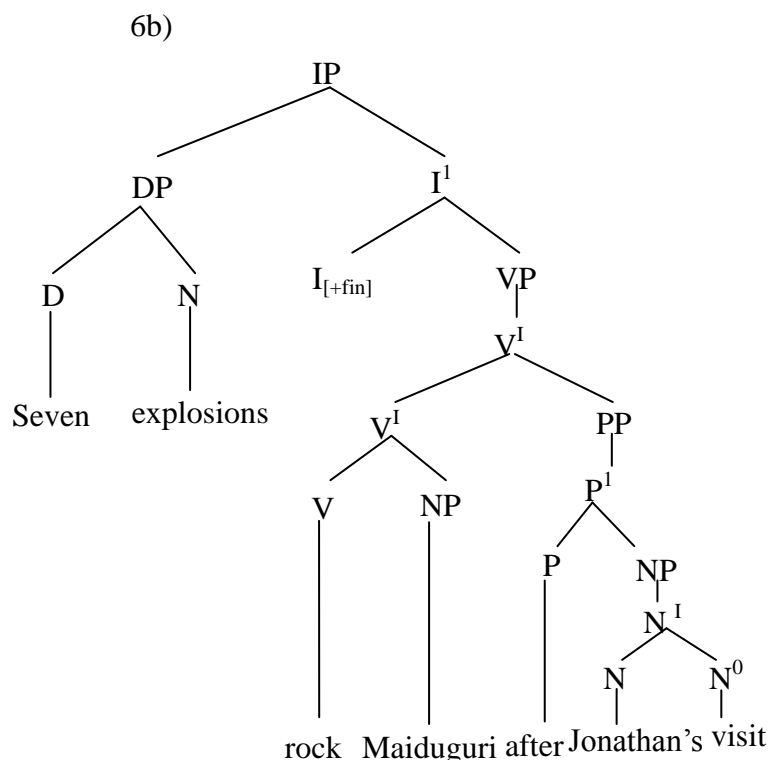 6b)
IP
DP I¹
D N I[+fin] VP
Vᴵ
Seven explosions
Vᴵ PP
V NP P¹
P NP
Nᴵ
N N⁰
rock Maiduguri after Jonathan's visit